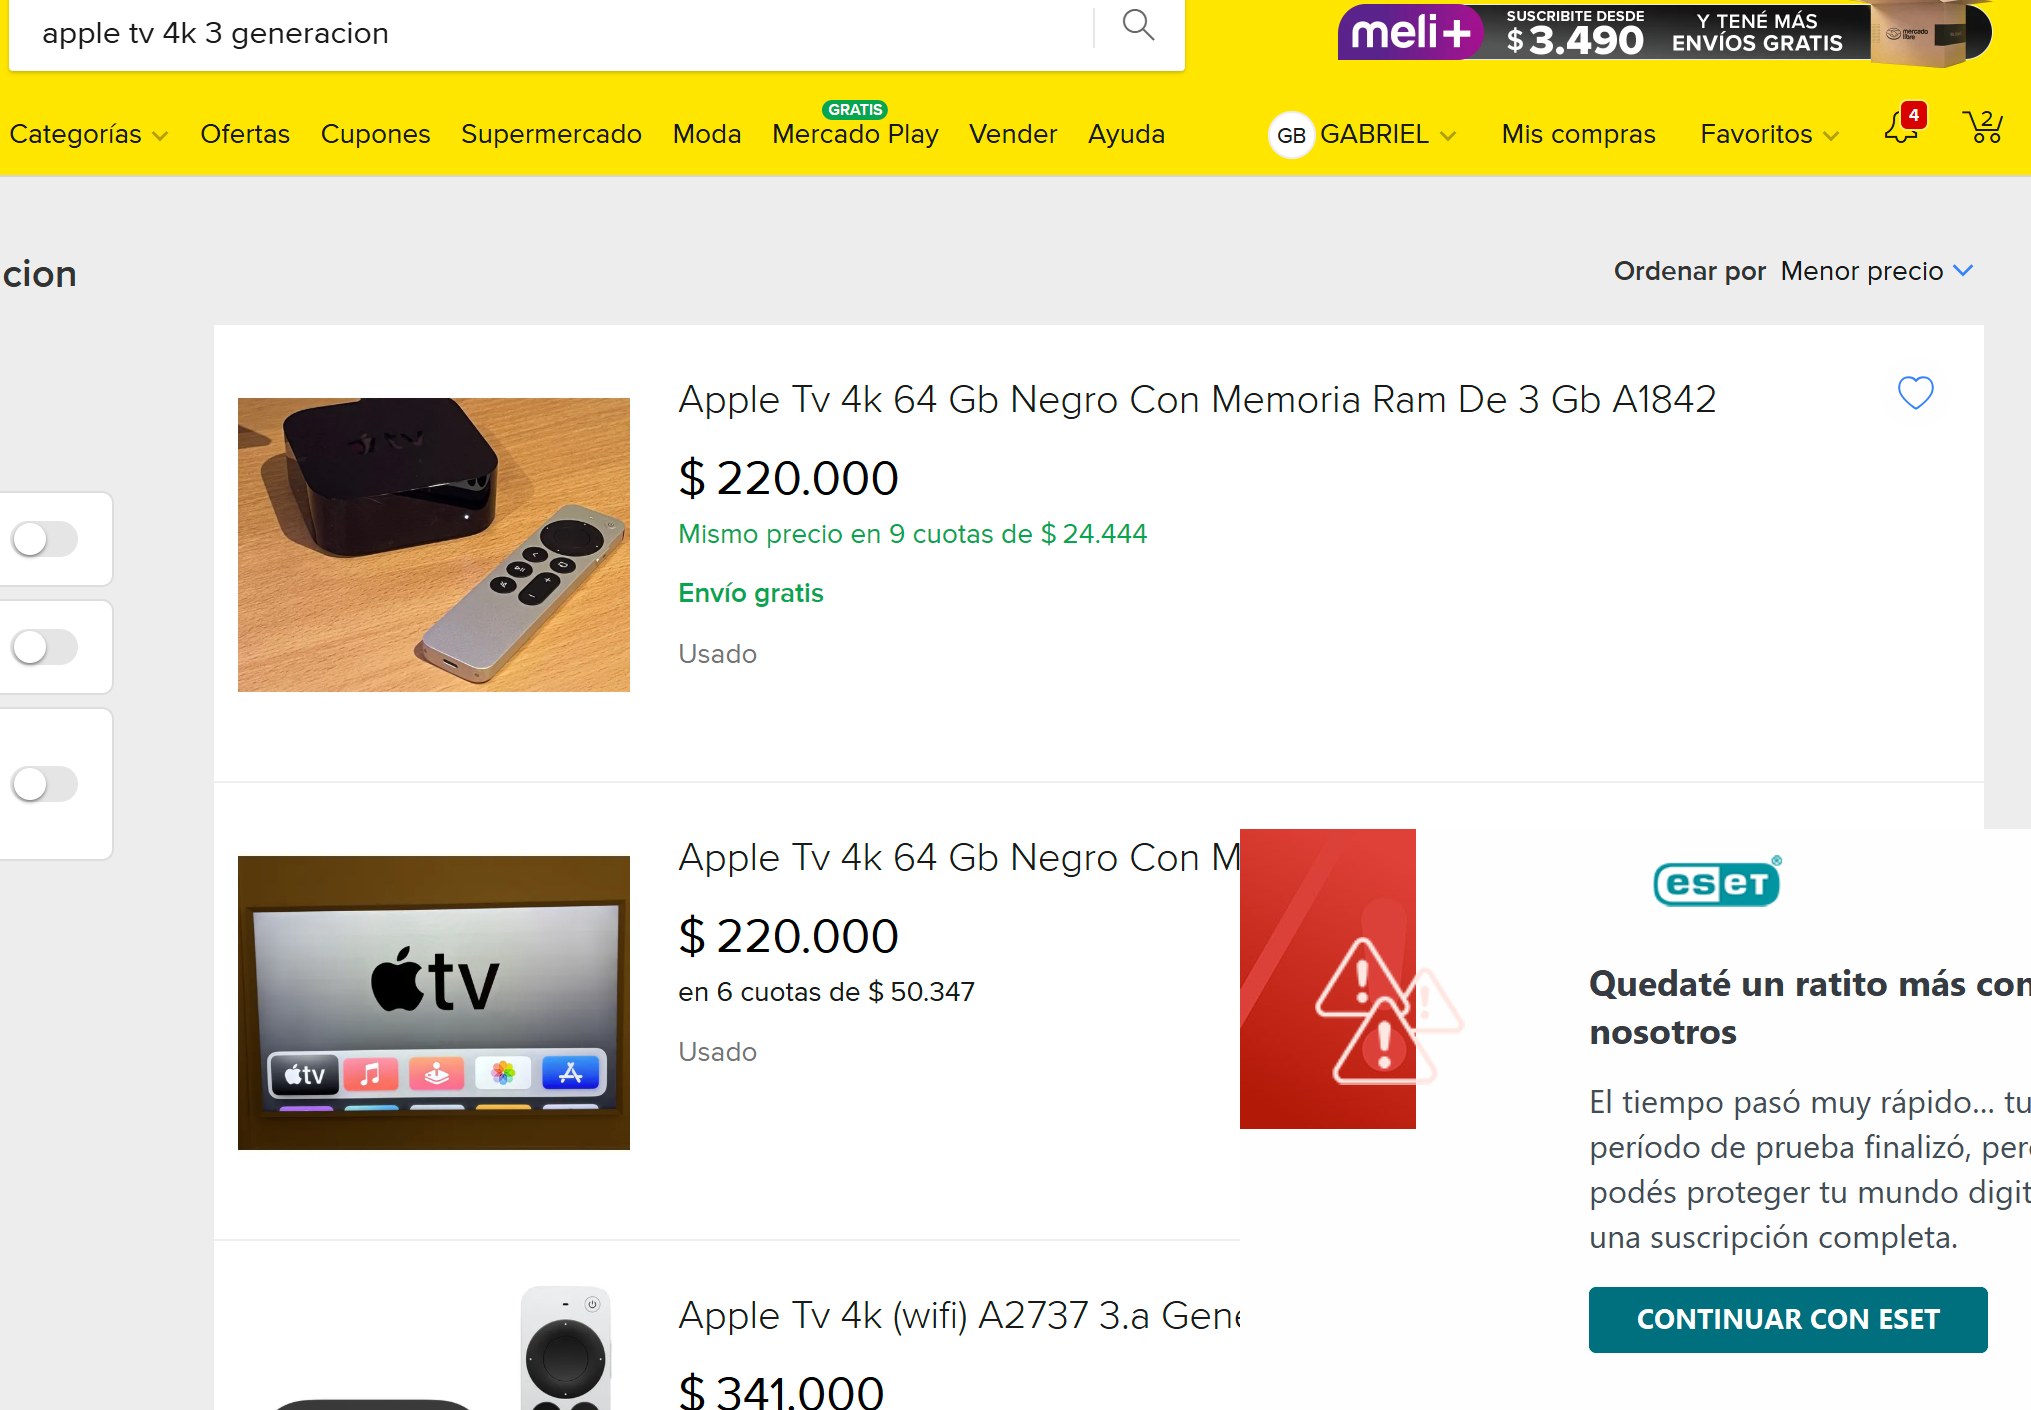 apple tv 4k 3 generacion
meli+
SUSCRIBITE DESDE
$ 3.490
Y TENÉ MÁS
ENVÍOS GRATIS
mercado
libre
GRATIS
Categorías
Ofertas
Cupones
Supermercado
Moda
Mercado Play
Vender
Ayuda
GB GABRIEL
Mis compras
Favoritos
4
2
cion
Ordenar por Menor precio
tv
Apple Tv 4k 64 Gb Negro Con Memoria Ram De 3 Gb A1842
$ 220.000
Mismo precio en 9 cuotas de $ 24.444
Envío gratis
Usado
tv
tv
Apple Tv 4k 64 Gb Negro Con M
$ 220.000
en 6 cuotas de $ 50.347
Usado
Apple Tv 4k (wifi) A2737 3.a Gene
$ 341.000
eseT®
Quedaté un ratito más con
nosotros
El tiempo pasó muy rápido... tu
período de prueba finalizó, per
podés proteger tu mundo digit
una suscripción completa.
CONTINUAR CON ESET